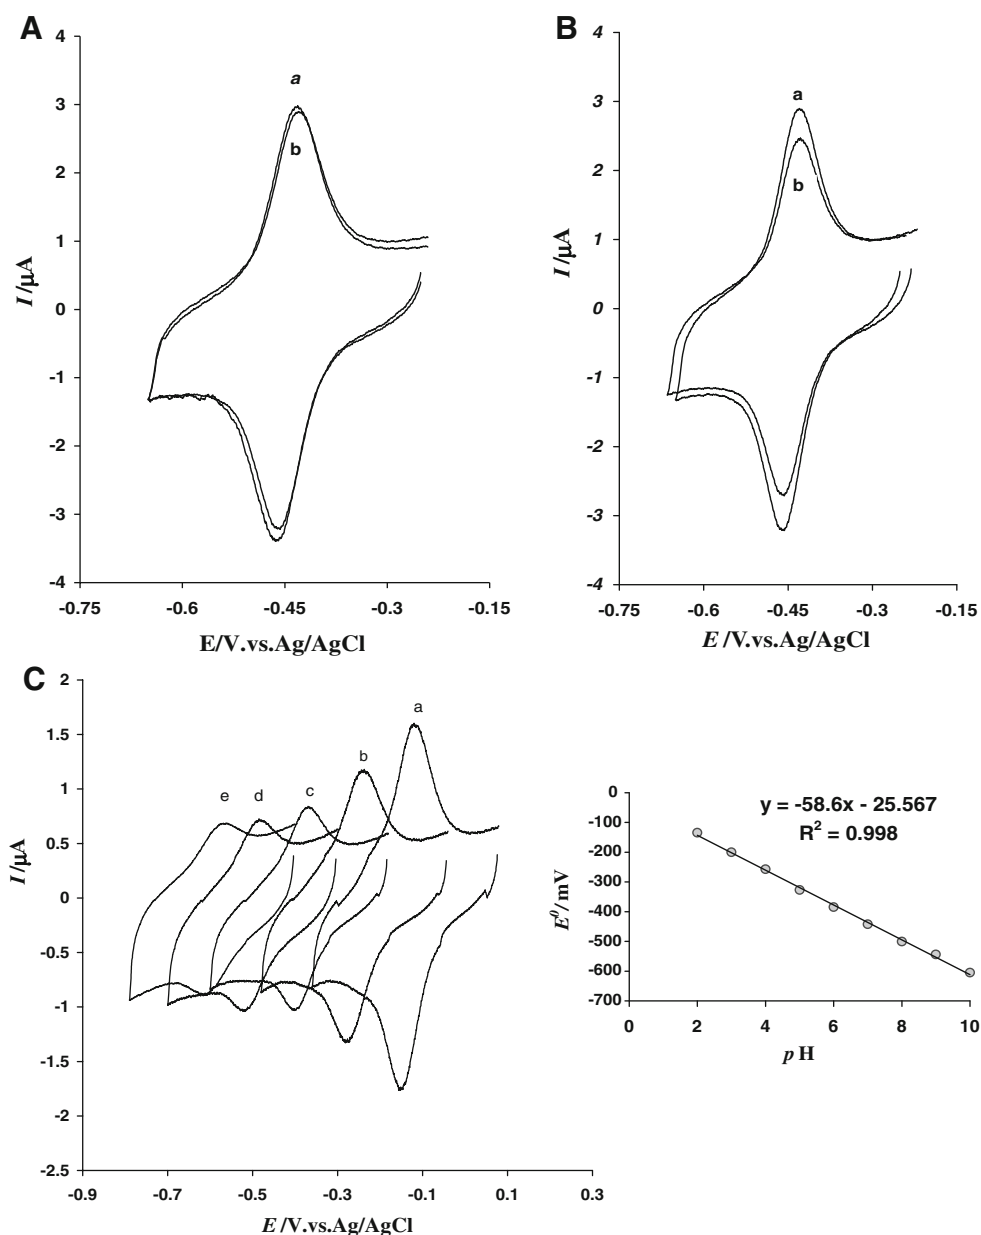 A
4
3
2
1
0
-1
-2
-3
-4
I /µA
a
b
-0.75
-0.6
-0.45
-0.3
-0.15
E/V.vs.Ag/AgCl
B
4
3
2
1
0
-1
-2
-3
-4
I /µA
a
b
-0.75
-0.6
-0.45
-0.3
-0.15
E /V.vs.Ag/AgCl
C
2
1.5
1
0.5
0
-0.5
-1
-1.5
-2
-2.5
I /µA
a
b
c
d
e
-0.9
-0.7
-0.5
-0.3
-0.1
0.1
0.3
E /V.vs.Ag/AgCl
0
-100
-200
-300
-400
-500
-600
-700
E⁰/ mV
y = -58.6x - 25.567
R² = 0.998
0
2
4
6
8
10
p H